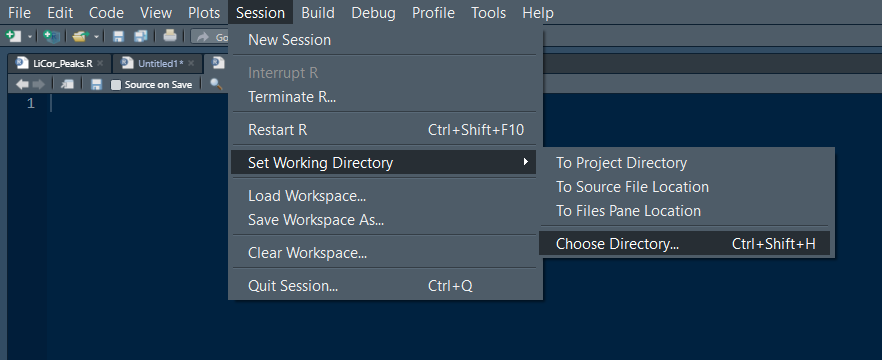 File Edit Code View Plots Session Build Debug Profile Tools Help
Go
LiCor_Peaks.R Untitled1*
Source on Save
1
New Session
Interrupt R
Terminate R...
Restart R Ctrl+Shift+F10
Set Working Directory
Load Workspace...
Save Workspace As...
Clear Workspace...
Quit Session... Ctrl+Q
To Project Directory
To Source File Location
To Files Pane Location
Choose Directory... Ctrl+Shift+H